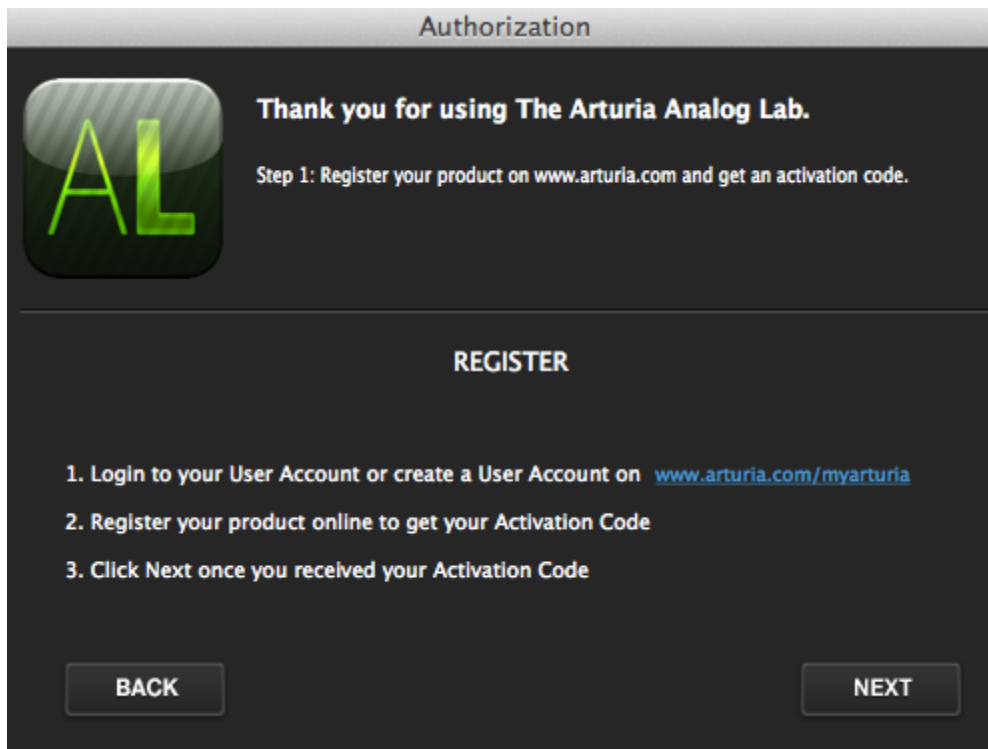 Authorization
AL
Thank you for using The Arturia Analog Lab.
Step 1: Register your product on www.arturia.com and get an activation code.
REGISTER
1. Login to your User Account or create a User Account on www.arturia.com/myarturia
2. Register your product online to get your Activation Code
3. Click Next once you received your Activation Code
BACK
NEXT